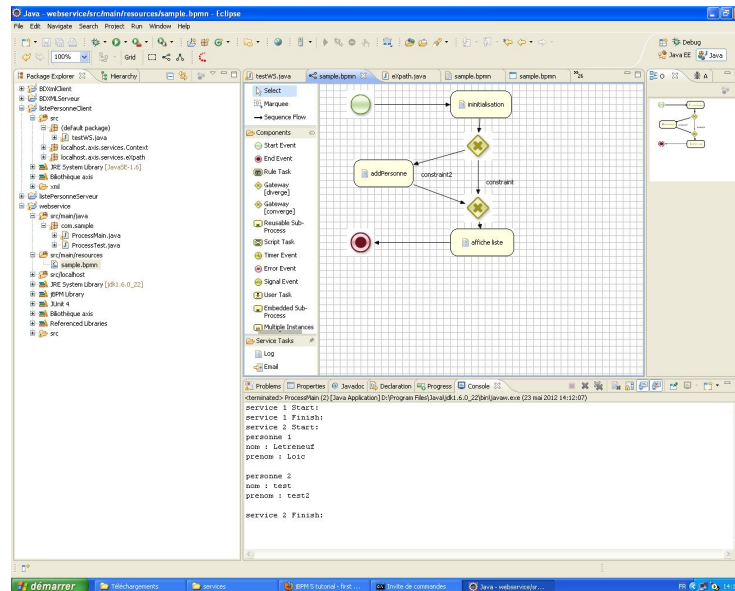 Java - webservice/src/main/resources/sample.bpmn - Eclipse
File Edit Navigate Search Project Run Window Help
Debug
100% Grid Java EE Java
Package Explorer Hierarchy
BDXmlClient
BDXMLServeur
listePersonneClient
src
(default package)
testWS.java
localhost.axis.services.Context
localhost.axis.services.eXpath
JRE System Library [JavaSE-1.6]
Bliothèque axis
xml
listePersonneServeur
webservice
src/main/java
com.sample
ProcessMain.java
ProcessTest.java
src/main/resources
sample.bpmn
src/localhost
JRE System Library [jdk1.6.0_22]
jBPM Library
JUnit 4
Bliothèque axis
Referenced Libraries
src
testWS.java sample.bpmn eXpath.java sample.bpmn sample.bpmn »26
Select
Marquee
Sequence Flow
Components
Start Event
End Event
Rule Task
Gateway
[diverge]
Gateway
[converge]
Reusable Sub-
Process
Script Task
Timer Event
Error Event
Signal Event
User Task
Embedded Sub-
Process
Multiple Instances
Service Tasks
Log
Email
ininitialisation
addPersonne
constraint2
constraint
affiche liste
O A
Problems Properties Javadoc Declaration Progress Console
<terminated> ProcessMain (2) [Java Application] D:\Program Files\Java\jdk1.6.0_22\bin\javaw.exe (23 mai 2012 14:12:07)
service 1 Start:
service 1 Finish:
service 2 Start:
personne 1
nom : Letreneuf
prenom : Loic
personne 2
nom : test
prenom : test2
service 2 Finish:
démarrer Téléchargements services jBPM 5 tutorial - first ... Invite de commandes Java - webservice/sr... FR